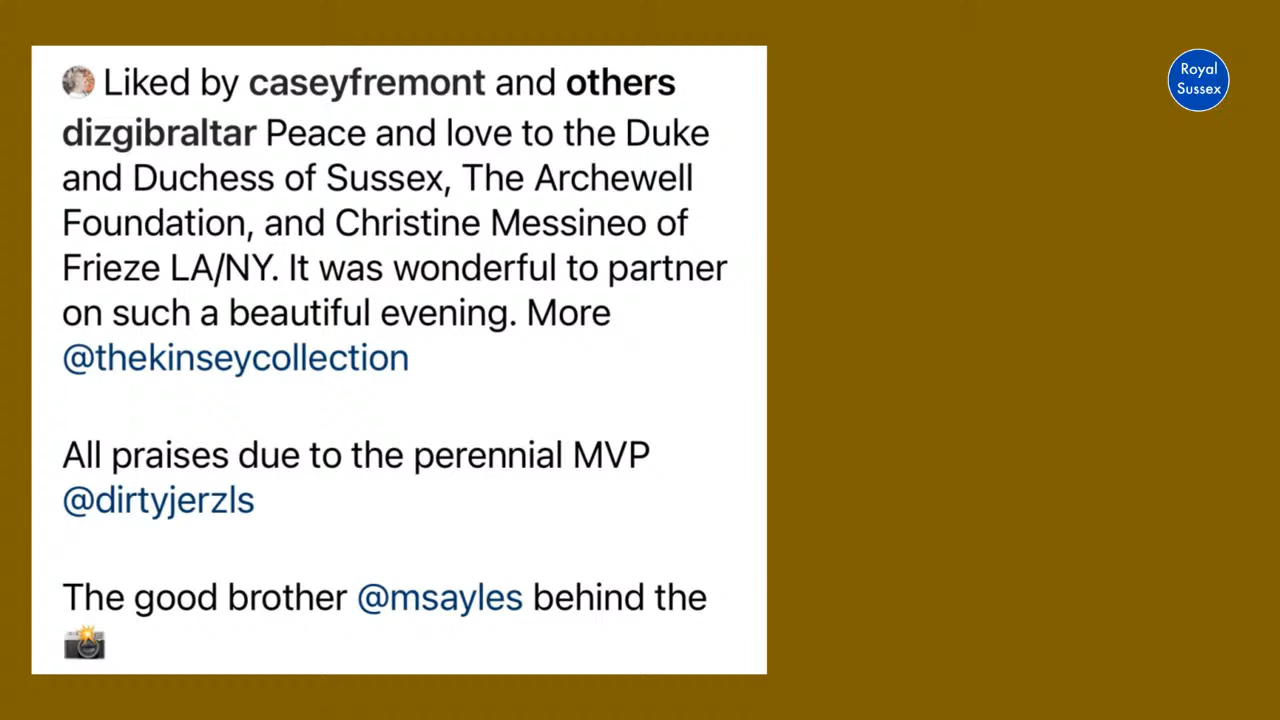 Liked by caseyfremont and others
dizgibraltar Peace and love to the Duke
and Duchess of Sussex, The Archewell
Foundation, and Christine Messineo of
Frieze LA/NY. It was wonderful to partner
on such a beautiful evening. More
@thekinseycollection
All praises due to the perennial MVP
@dirtyjerzls
The good brother @msayles behind the
📸
Royal
Sussex